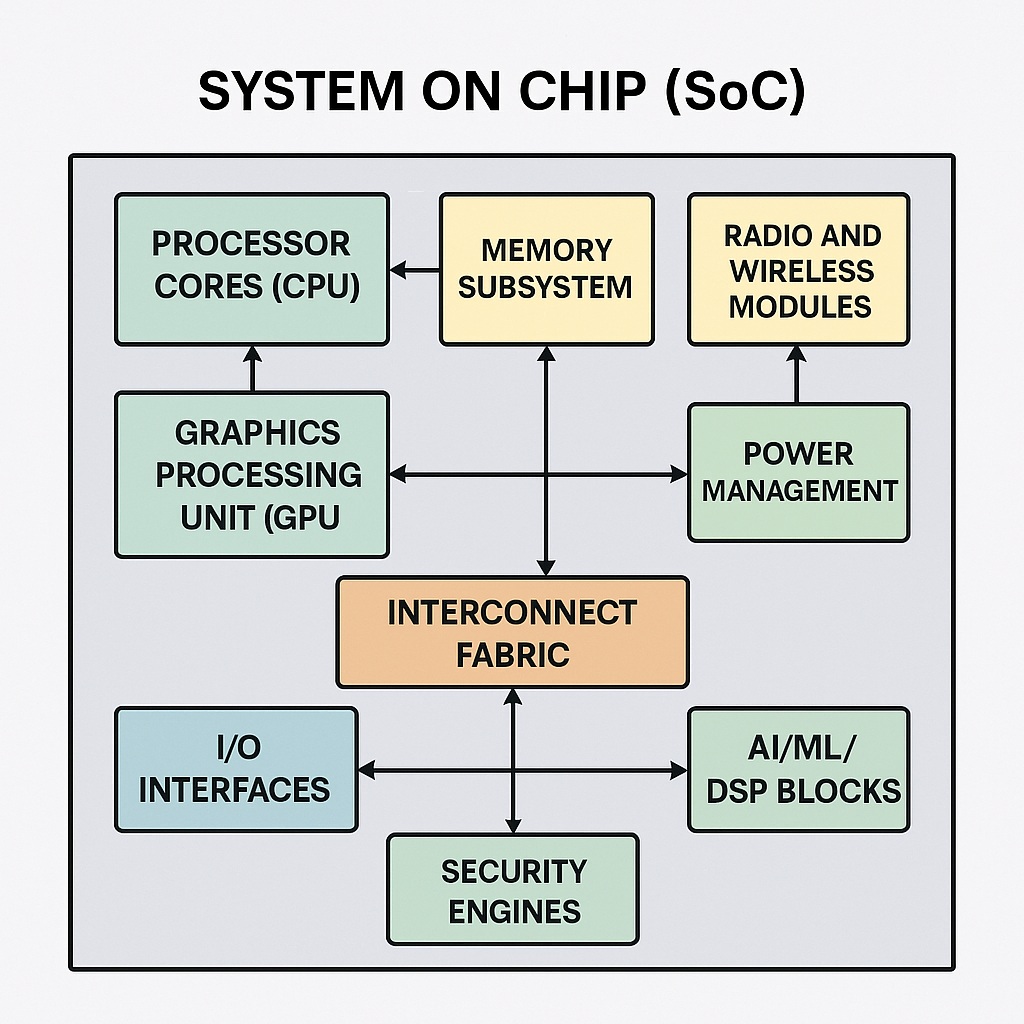 SYSTEM ON CHIP (SoC)
PROCESSOR
CORES (CPU)
MEMORY
SUBSYSTEM
RADIO AND
WIRELESS
MODULES
GRAPHICS
PROCESSING
UNIT (GPU
POWER
MANAGEMENT
INTERCONNECT
FABRIC
I/O
INTERFACES
AI/ML/
DSP BLOCKS
SECURITY
ENGINES